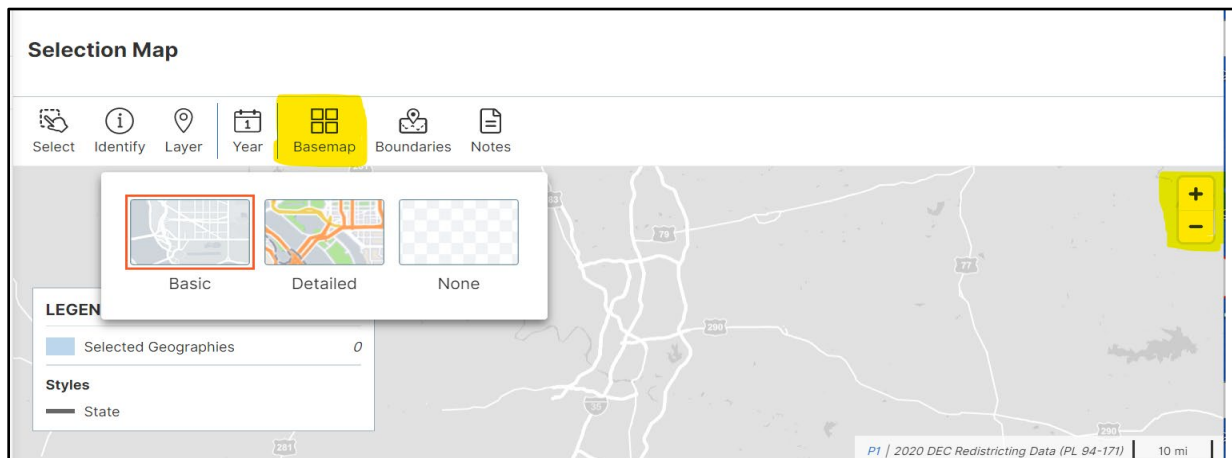 Selection Map
Select Identify Layer Year Basemap Boundaries Notes
1
Basic Detailed None
LEGEN
Selected Geographies 0
Styles
State
79
77
290
35
290
281
+
−
P1 | 2020 DEC Redistricting Data (PL 94-171) 10 mi